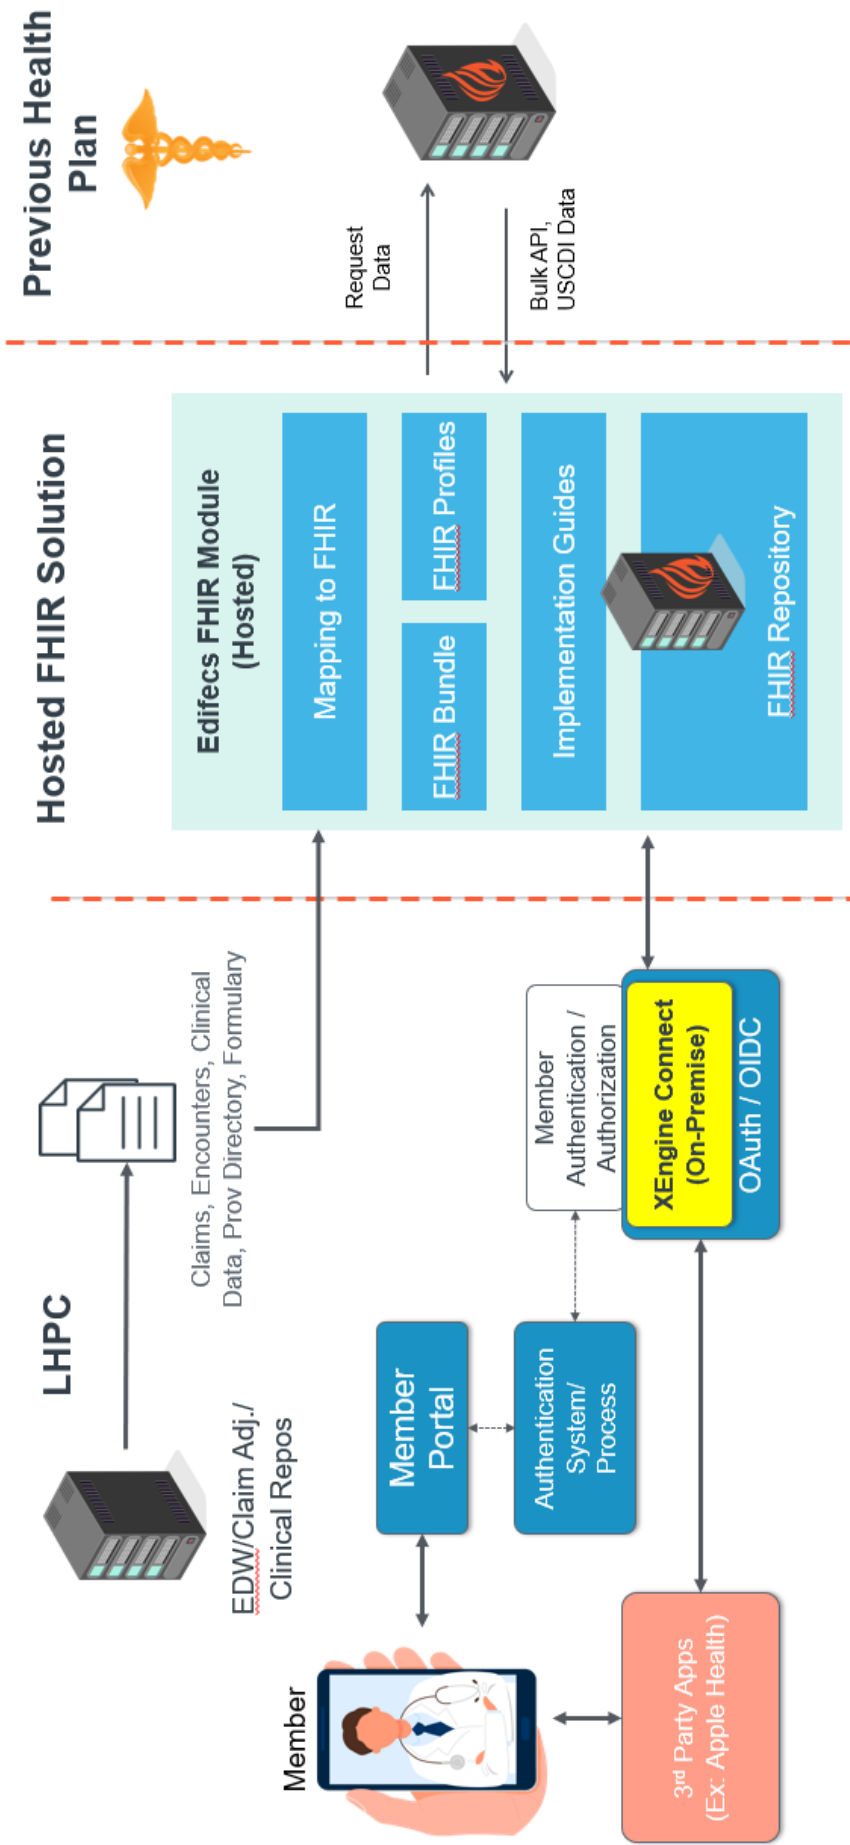 LHPC
Hosted FHIR Solution
Previous Health
Plan
EDW/Claim Adj./
Clinical Repos
Claims, Encounters, Clinical
Data, Prov Directory, Formulary
Edifecs FHIR Module
(Hosted)
Mapping to FHIR
FHIR Bundle
FHIR Profiles
Implementation Guides
FHIR Repository
Request
Data
Bulk API,
USCDI Data
Member
Member
Portal
Authentication
System/
Process
Member
Authentication /
Authorization
XEngine Connect
(On-Premise)
OAuth / OIDC
3rd Party Apps
(Ex: Apple Health)